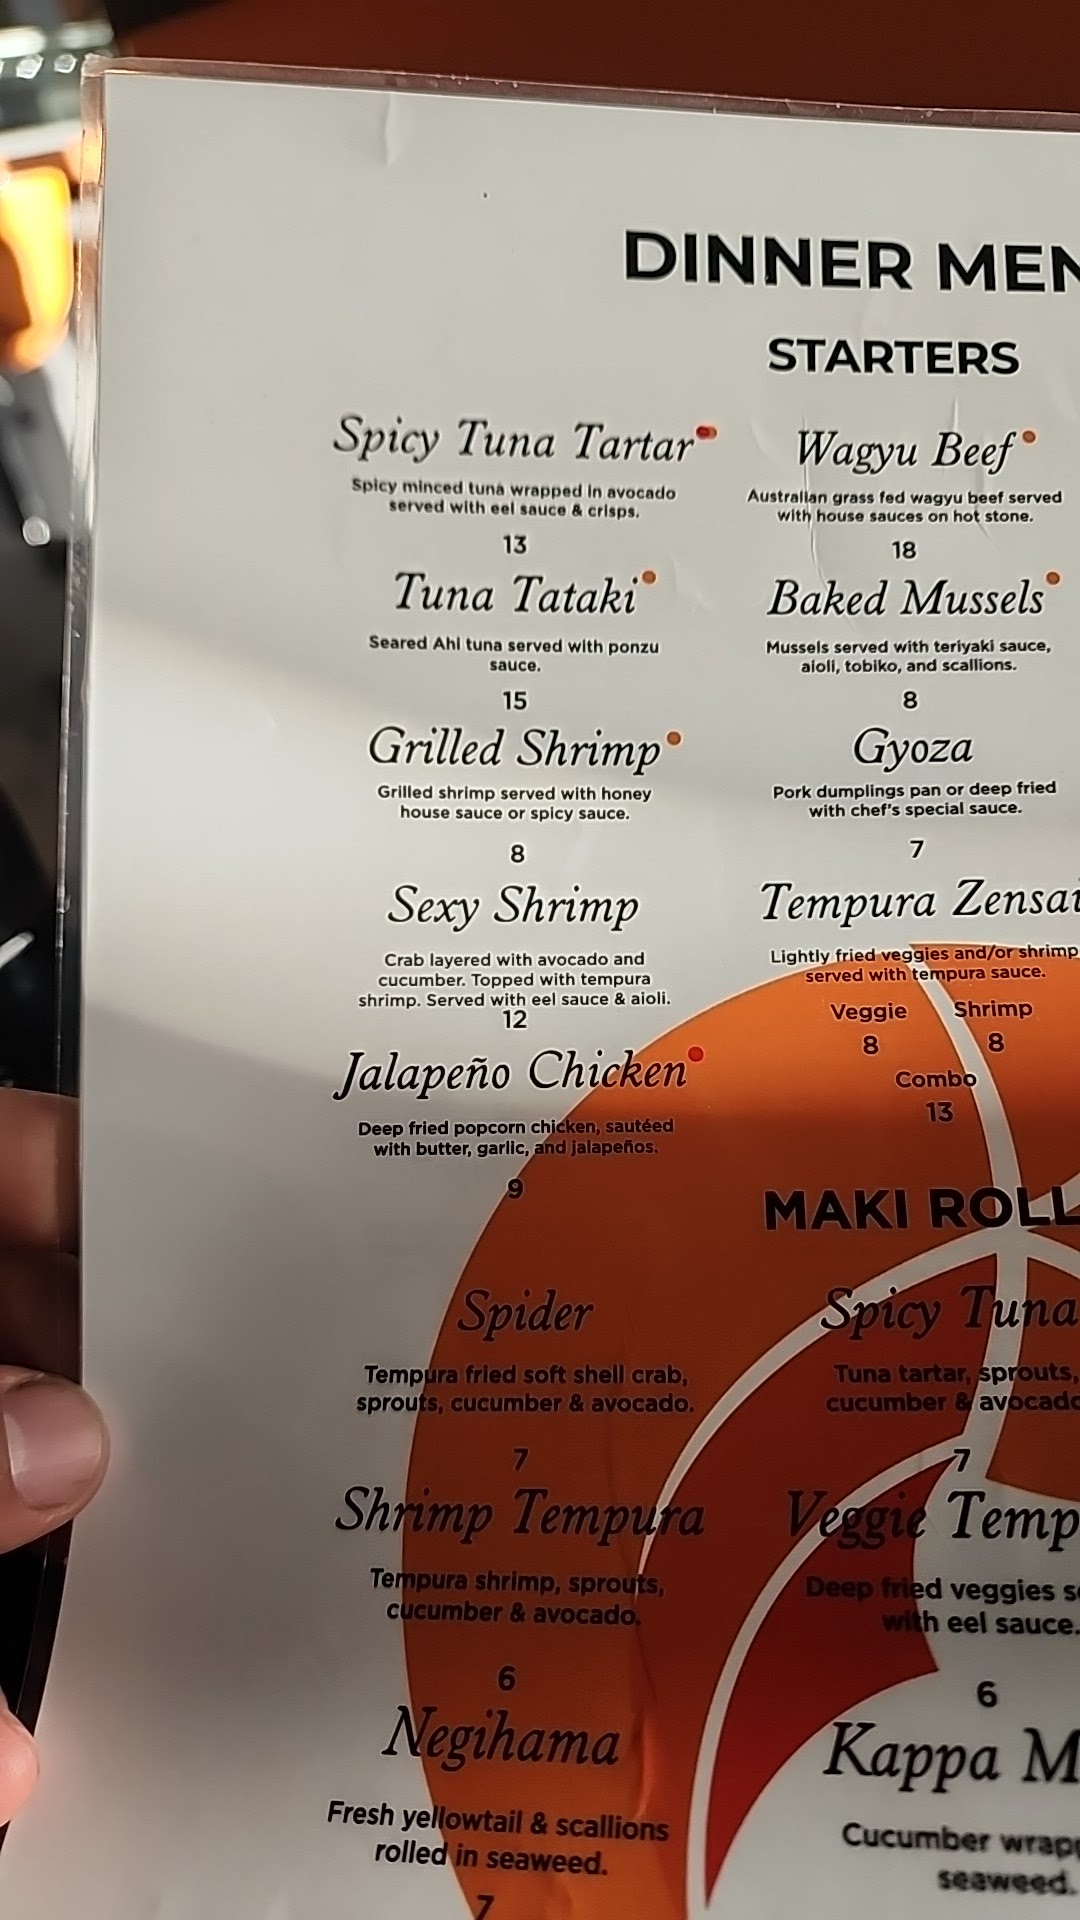 DINNER MEN
STARTERS
Spicy Tuna Tartar
Spicy minced tuna wrapped in avocado
served with eel sauce & crisps.
13
Tuna Tataki
Seared Ahi tuna served with ponzu
sauce.
15
Grilled Shrimp
Grilled shrimp served with honey
house sauce or spicy sauce.
8
Sexy Shrimp
Crab layered with avocado and
cucumber. Topped with tempura
shrimp. Served with eel sauce & aioli.
12
Jalapeño Chicken
Deep fried popcorn chicken, sautéed
with butter, garlic, and jalapeños.
9
Wagyu Beef
Australian grass fed wagyu beef served
with house sauces on hot stone.
18
Baked Mussels
Mussels served with teriyaki sauce,
aioli, tobiko, and scallions.
8
Gyoza
Pork dumplings pan or deep fried
with chef's special sauce.
7
Tempura Zensai
Lightly fried veggies and/or shrimp
served with tempura sauce.
Veggie Shrimp
8 8
Combo
13
MAKI ROLL
Spider
Tempura fried soft shell crab,
sprouts, cucumber & avocado.
7
Shrimp Tempura
Tempura shrimp, sprouts,
cucumber & avocado.
6
Negihama
Fresh yellowtail & scallions
rolled in seaweed.
7
Spicy Tuna
Tuna tartar, sprouts,
cucumber & avocado
7
Veggie Temp
Deep fried veggies se
with eel sauce.
6
Kappa M
Cucumber wrapp
seaweed.